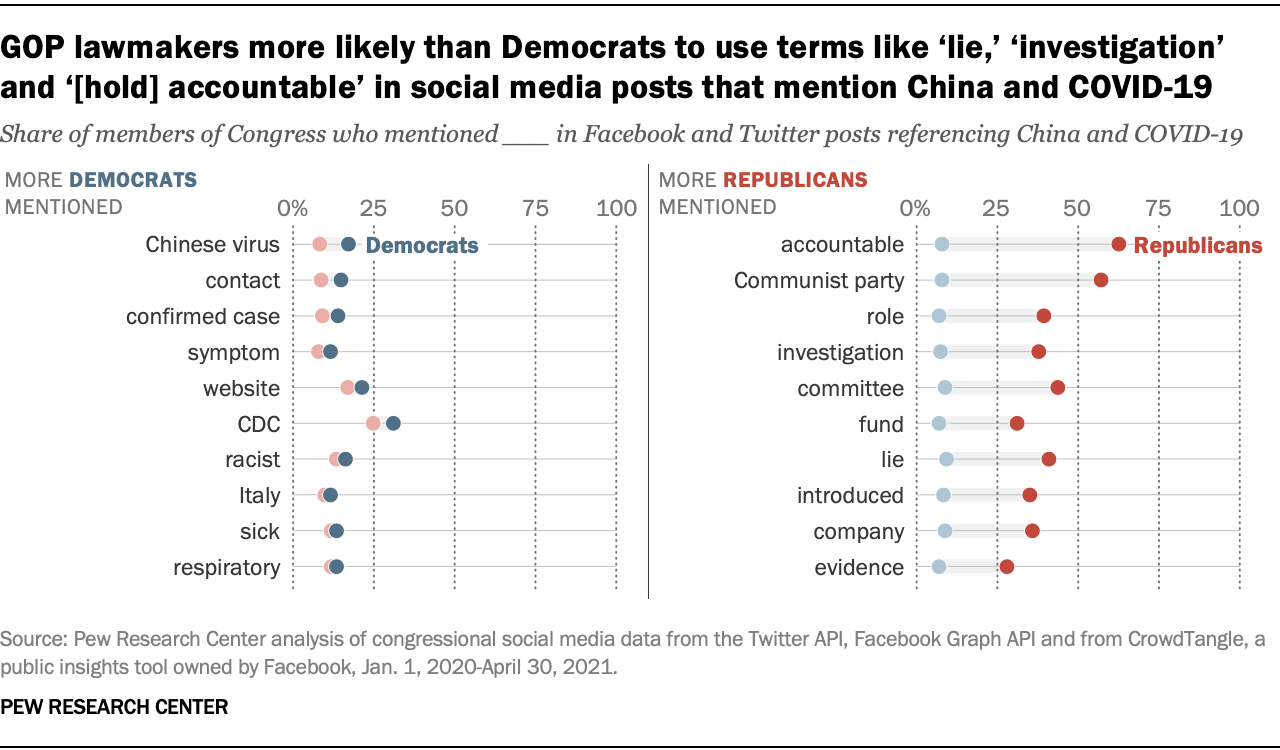 GOP lawmakers more likely than Democrats to use terms like ‘lie,’ ‘investigation’
and ‘[hold] accountable’ in social media posts that mention China and COVID-19
Share of members of Congress who mentioned ___ in Facebook and Twitter posts referencing China and COVID-19
MORE DEMOCRATS
MENTIONED
0% 25 50 75 100
Chinese virus
Democrats
contact
confirmed case
symptom
website
CDC
racist
Italy
sick
respiratory
MORE REPUBLICANS
MENTIONED
0% 25 50 75 100
accountable
Republicans
Communist party
role
investigation
committee
fund
lie
introduced
company
evidence
Source: Pew Research Center analysis of congressional social media data from the Twitter API, Facebook Graph API and from CrowdTangle, a
public insights tool owned by Facebook, Jan. 1, 2020-April 30, 2021.
PEW RESEARCH CENTER